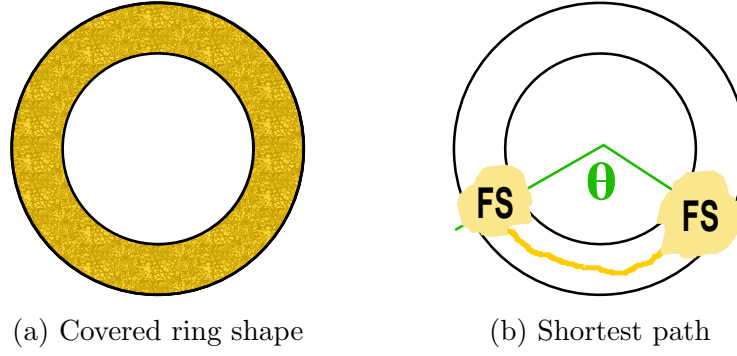 θ
FS
FS
(a) Covered ring shape
(b) Shortest path